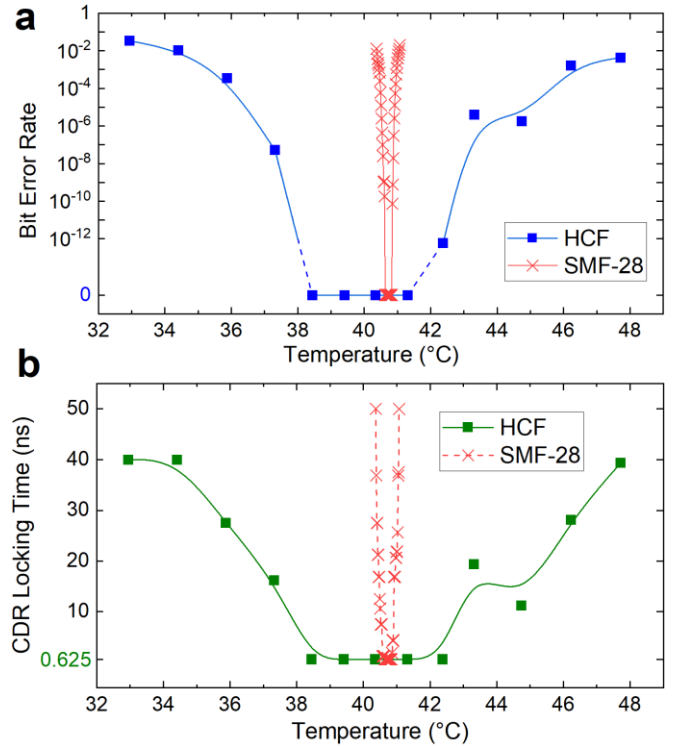 a
Bit Error Rate
1
10⁻²
10⁻⁴
10⁻⁶
10⁻⁸
10⁻¹⁰
10⁻¹²
0
HCF
SMF-28
32 34 36 38 40 42 44 46 48
Temperature (°C)
b
CDR Locking Time (ns)
50
40
30
20
10
0.625
HCF
SMF-28
32 34 36 38 40 42 44 46 48
Temperature (°C)